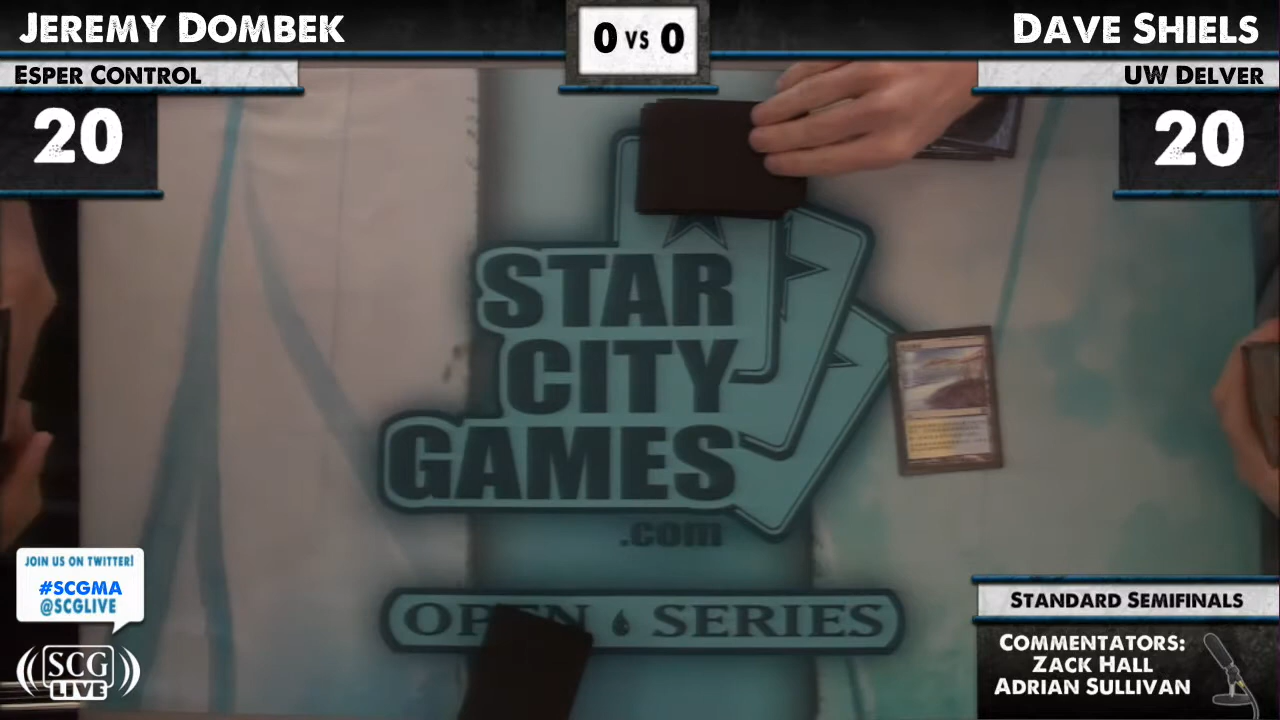 JEREMY DOMBEK
0 VS 0
DAVE SHIELS
ESPER CONTROL
UW DELVER
20
20
STAR
CITY
GAMES
.com
OPEN SERIES
JOIN US ON TWITTER!
#SCGMA
@SCGLIVE
SCG
LIVE
STANDARD SEMIFINALS
COMMENTATORS:
ZACK HALL
ADRIAN SULLIVAN